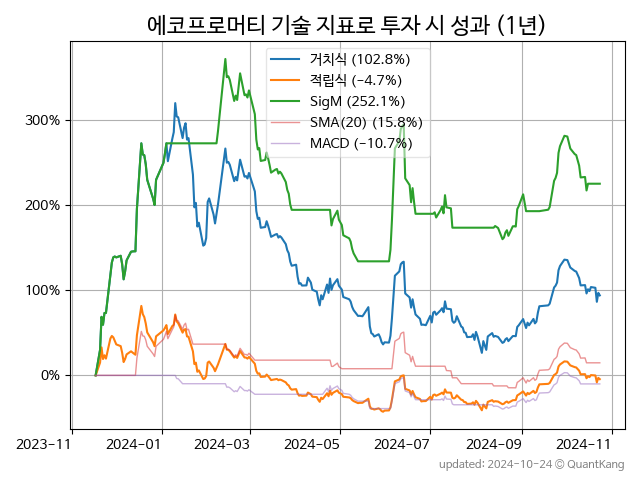 에코프로머티 기술 지표로 투자 시 성과 (1년)
거치식 (102.8%)
적립식 (−4.7%)
SigM (252.1%)
SMA(20) (15.8%)
MACD (−10.7%)
300%
200%
100%
0%
2023-11 2024-01 2024-03 2024-05 2024-07 2024-09 2024-11
updated: 2024-10-24 © QuantKang